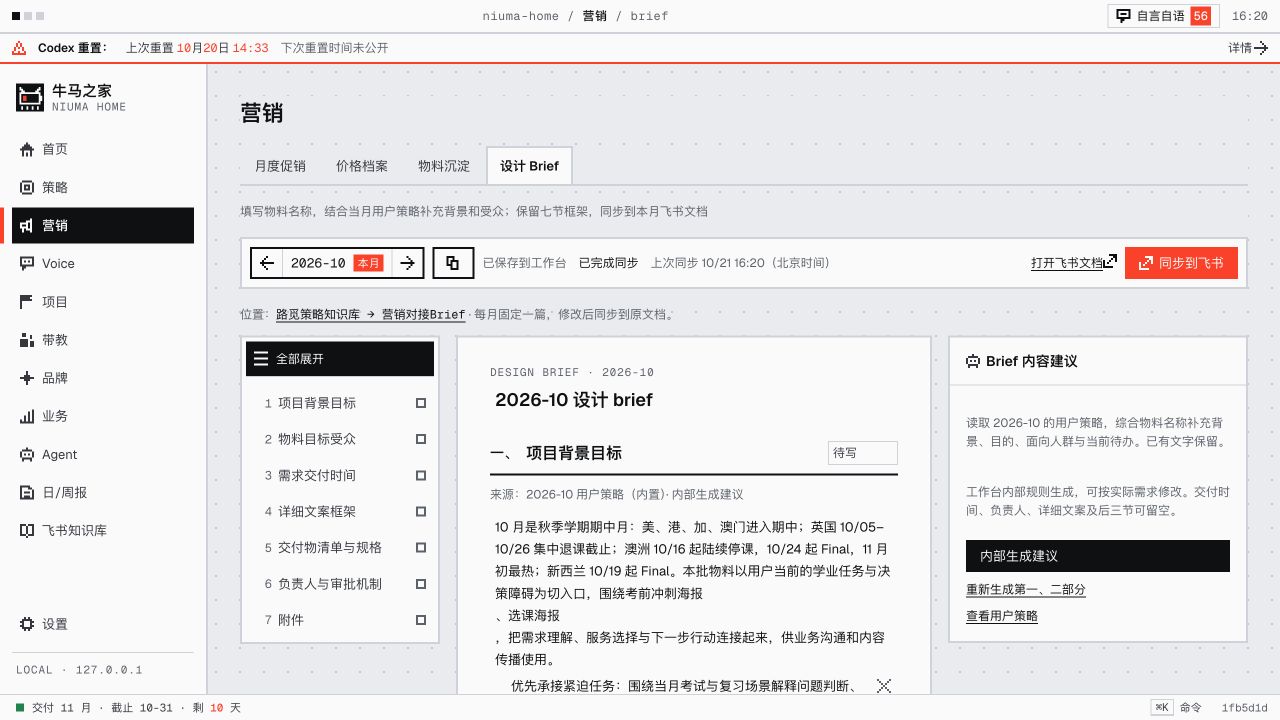 niuma-home / 营销 / brief
自言自语 56
16:20
Codex 重置： 上次重置 10月20日 14:33 下次重置时间未公开
详情
牛马之家
NIUMA HOME
首页
策略
营销
Voice
项目
带教
品牌
业务
Agent
日/周报
飞书知识库
设置
LOCAL · 127.0.0.1
营销
月度促销 价格档案 物料沉淀 设计 Brief
填写物料名称，结合当月用户策略补充背景和受众；保留七节框架，同步到本月飞书文档
2026-10 本月 已保存到工作台 已完成同步 上次同步 10/21 16:20（北京时间） 打开飞书文档 同步到飞书
位置：路觅策略知识库 → 营销对接Brief · 每月固定一篇，修改后同步到原文档。
全部展开
1 项目背景目标
2 物料目标受众
3 需求交付时间
4 详细文案框架
5 交付物清单与规格
6 负责人与审批机制
7 附件
DESIGN BRIEF · 2026-10
2026-10 设计 brief
一、 项目背景目标 待写
来源：2026-10 用户策略（内置）· 内部生成建议
10 月是秋季学期期中月：美、港、加、澳门进入期中；英国 10/05–
10/26 集中退课截止；澳洲 10/16 起陆续停课，10/24 起 Final，11 月
初最热；新西兰 10/19 起 Final。本批物料以用户当前的学业任务与决
策障碍为切入口，围绕考前冲刺海报
、选课海报
，把需求理解、服务选择与下一步行动连接起来，供业务沟通和内容
传播使用。
优先承接紧迫任务：围绕当月考试与复习场景解释问题判断、
Brief 内容建议
读取 2026-10 的用户策略，综合物料名称补充背
景、目的、面向人群与当前待办。已有文字保留。
工作台内部规则生成，可按实际需求修改。交付时
间、负责人、详细文案及后三节可留空。
内部生成建议
重新生成第一、二部分
查看用户策略
交付 11 月 · 截止 10-31 · 剩 10 天
⌘K 命令 1fb5d1d